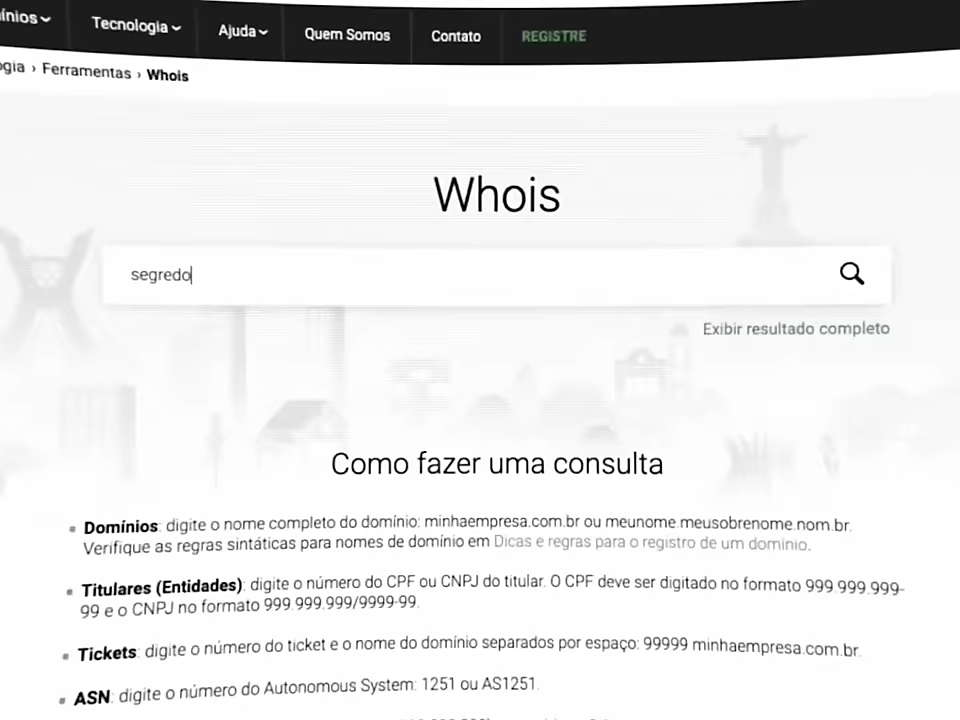 Tecnologia
Ajuda
Quem Somos
Contato
REGISTRE
› Ferramentas › Whois
Whois
segredo
Exibir resultado completo
Como fazer uma consulta
Domínios: digite o nome completo do domínio: minhaempresa.com.br ou meunome.meusobrenome.nom.br.
Verifique as regras sintáticas para nomes de domínio em Dicas e regras para o registro de um domínio.
Titulares (Entidades): digite o número do CPF ou CNPJ do titular. O CPF deve ser digitado no formato 999.999.999-
99 e o CNPJ no formato 999.999.999/9999-99.
Tickets: digite o número do ticket e o nome do domínio separados por espaço: 99999 minhaempresa.com.br.
ASN: digite o número do Autonomous System: 1251 ou AS1251.